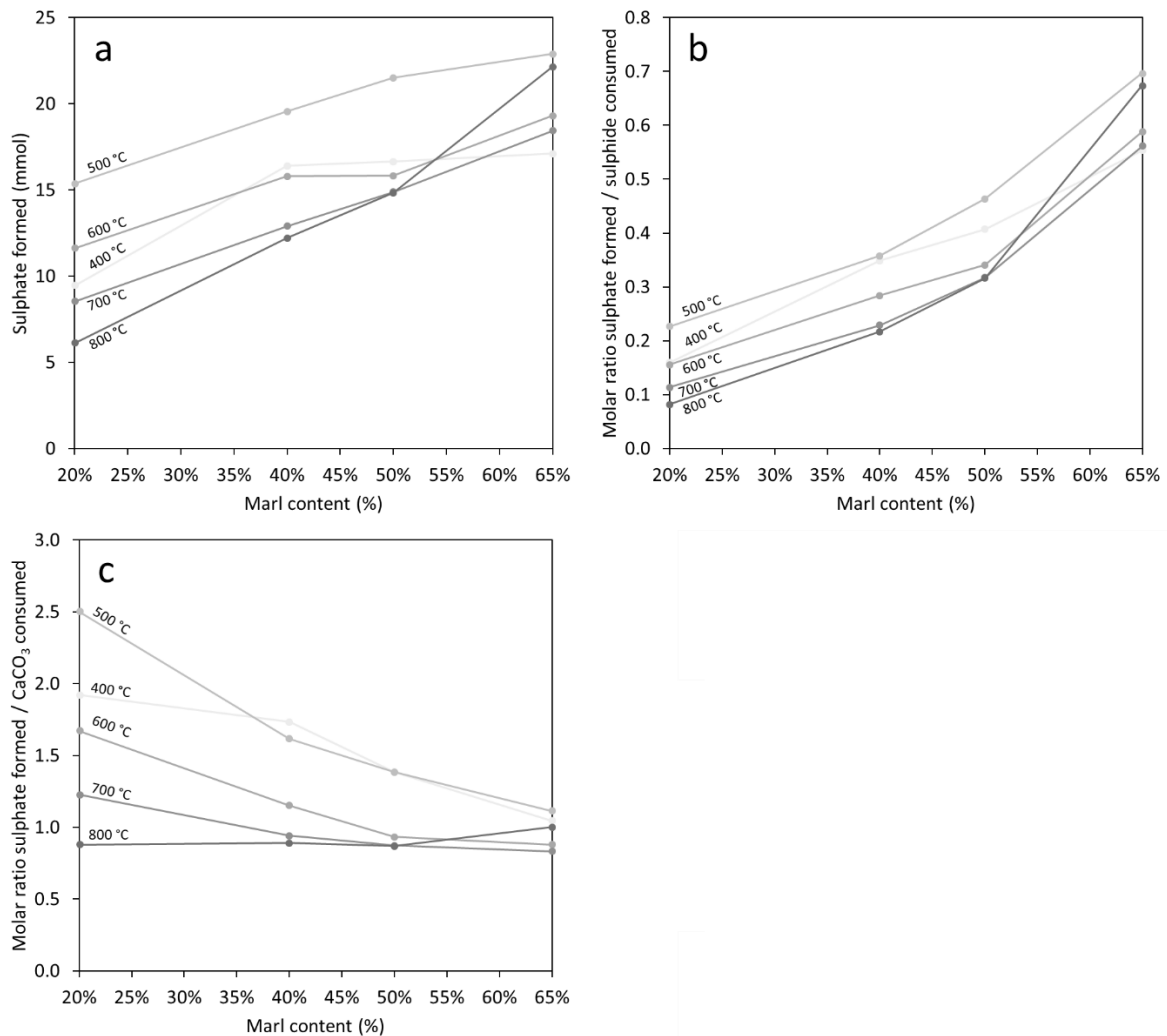 a
Sulphate formed (mmol)
25
20
15
10
5
0
500 °C
600 °C
400 °C
700 °C
800 °C
20% 25% 30% 35% 40% 45% 50% 55% 60% 65%
Marl content (%)
b
Molar ratio sulphate formed / sulphide consumed
0.8
0.7
0.6
0.5
0.4
0.3
0.2
0.1
0.0
500 °C
400 °C
600 °C
700 °C
800 °C
20% 25% 30% 35% 40% 45% 50% 55% 60% 65%
Marl content (%)
c
Molar ratio sulphate formed / CaCO₃ consumed
3.0
2.5
2.0
1.5
1.0
0.5
0.0
500 °C
400 °C
600 °C
700 °C
800 °C
20% 25% 30% 35% 40% 45% 50% 55% 60% 65%
Marl content (%)